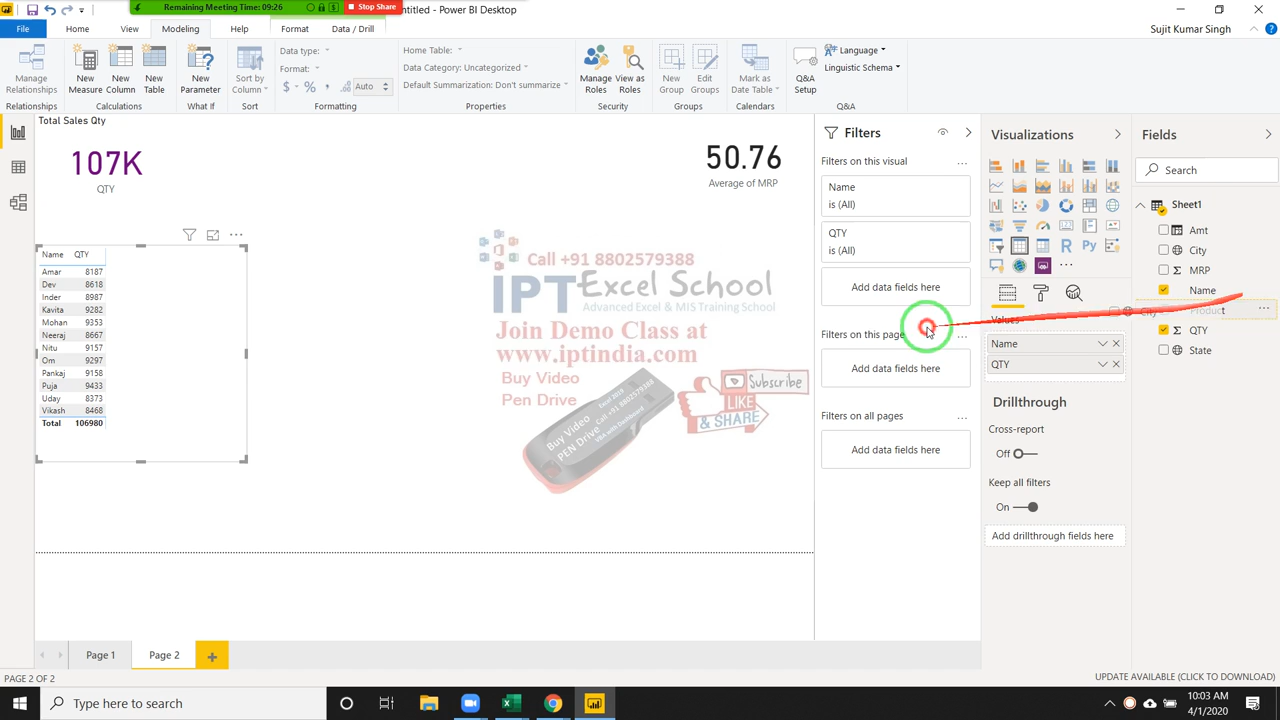 Remaining Meeting Time: 09:26
Stop Share
ntitled - Power BI Desktop
File
Home
View
Modeling
Help
Format
Data / Drill
Sujit Kumar Singh
Manage Relationships
New Measure
New Column
New Table
New Parameter
Sort by Column
Data type:
Format:
$ % , Auto
Home Table:
Data Category: Uncategorized
Default Summarization: Don't summarize
Manage Roles
View as Roles
New Group
Edit Groups
Mark as Date Table
Q&A Setup
Language
Linguistic Schema
Relationships
Calculations
What If
Sort
Formatting
Properties
Security
Groups
Calendars
Q&A
Total Sales Qty
107K
QTY
50.76
Average of MRP
Name QTY
Amar 8187
Dev 8618
Inder 8987
Kavita 9282
Mohan 9353
Neeraj 8667
Nitu 9157
Om 9297
Pankaj 9158
Puja 9433
Uday 8373
Vikash 8468
Total 106980
Call +91 8802579388
IPT Excel School
Advanced Excel & MIS Training School
Join Demo Class at
www.iptindia.com
Buy Video
Pen Drive
Subscribe
LIKE
& SHARE
Buy Video
PEN Drive
Call +91 8802579388
Filters
Filters on this visual
Name
is (All)
QTY
is (All)
Add data fields here
Filters on this page
Add data fields here
Filters on all pages
Add data fields here
Visualizations
R
Py
Values
Name
QTY
Drillthrough
Cross-report
Off
Keep all filters
On
Add drillthrough fields here
Fields
Search
Sheet1
Amt
City
MRP
Name
Product
City
QTY
State
Page 1
Page 2
PAGE 2 OF 2
UPDATE AVAILABLE (CLICK TO DOWNLOAD)
Type here to search
10:03 AM
4/1/2020